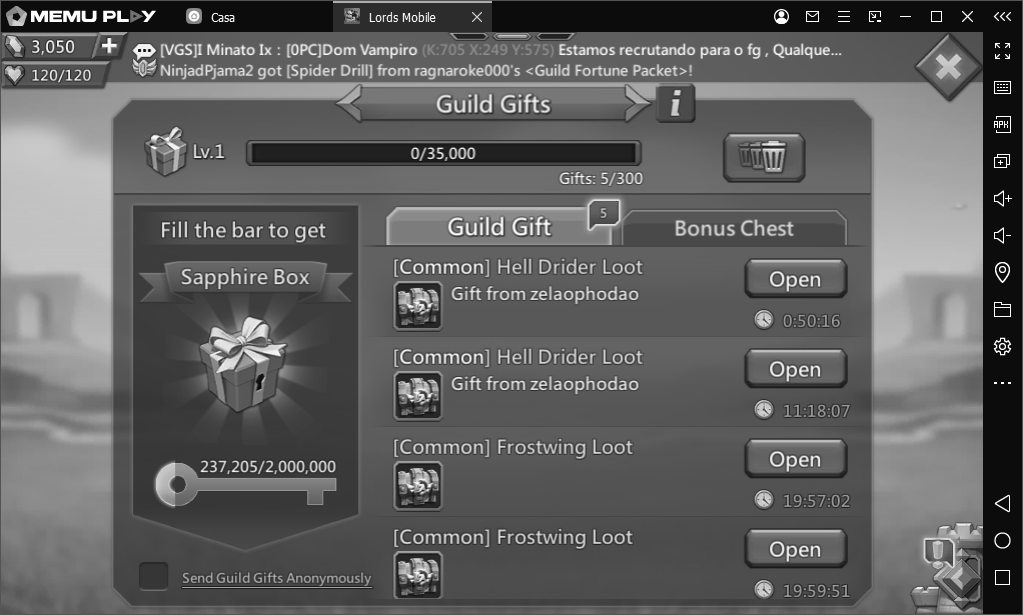 MEMU PLAY
Casa
Lords Mobile
3,050
120/120
[VGS]I Minato Ix : [0PC]Dom Vampiro (K:705 X:249 Y:575) Estamos recrutando para o fg , Qualque...
NinjadPjama2 got [Spider Drill] from ragnaroke000's <Guild Fortune Packet>!
Guild Gifts
i
Lv.1
0/35,000
Gifts: 5/300
Fill the bar to get
Sapphire Box
237,205/2,000,000
Send Guild Gifts Anonymously
Guild Gift
5
Bonus Chest
[Common] Hell Drider Loot
Gift from zelaophodao
Open
0:50:16
[Common] Hell Drider Loot
Gift from zelaophodao
Open
11:18:07
[Common] Frostwing Loot
Open
19:57:02
[Common] Frostwing Loot
Open
19:59:51
APK